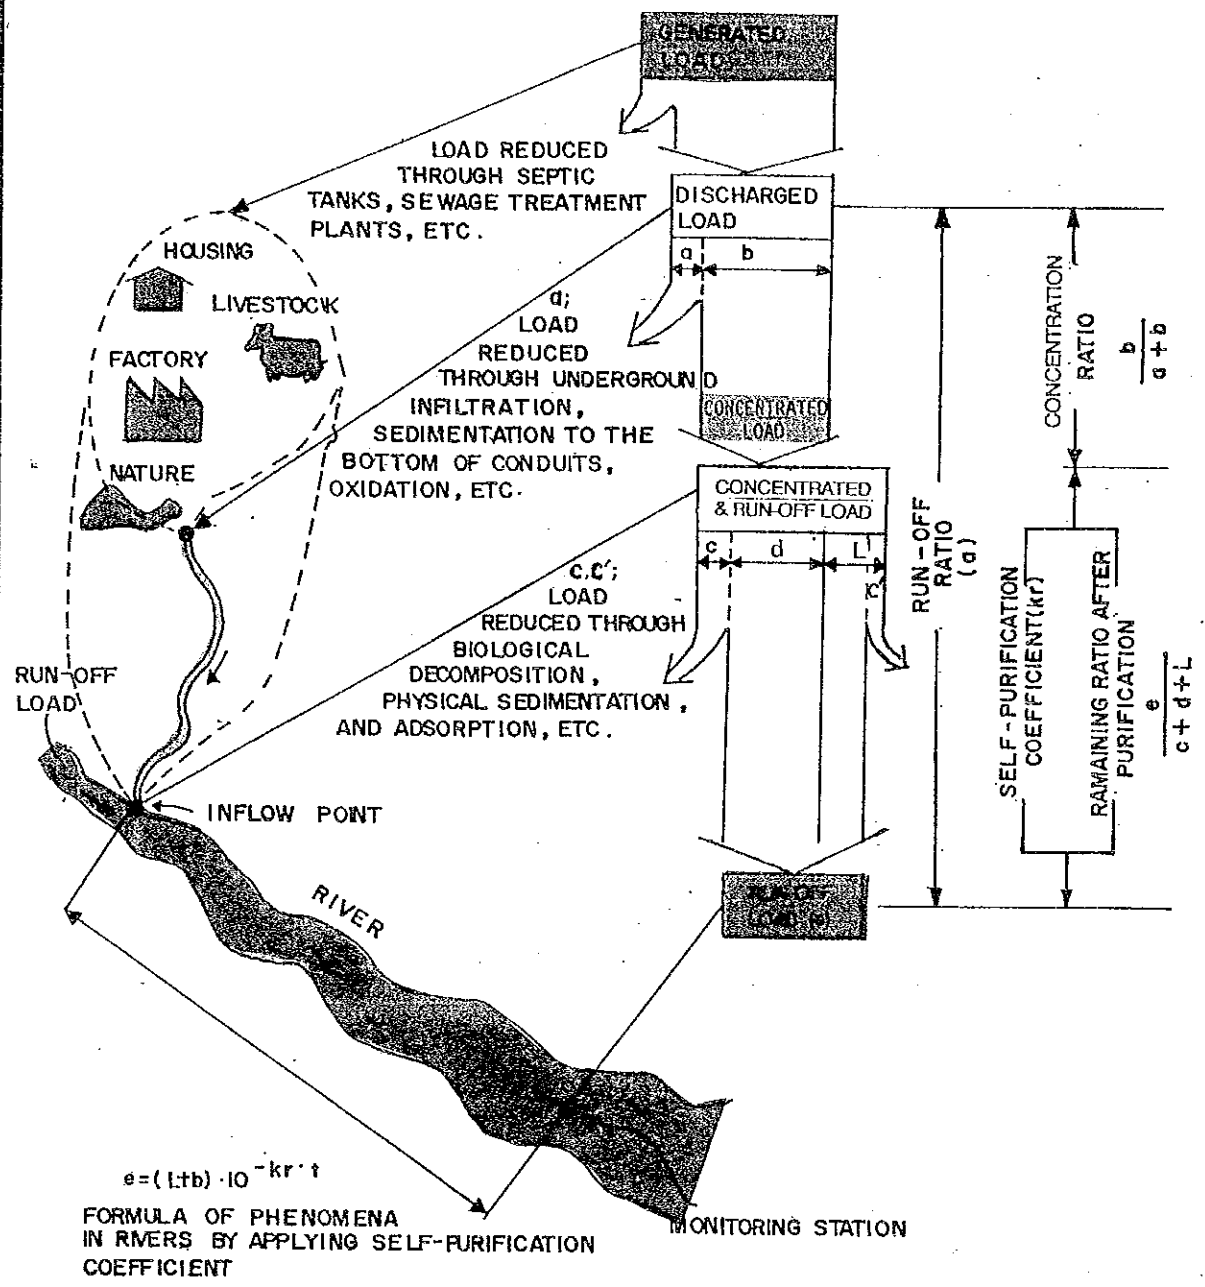 GENERATED
LOAD
LOAD REDUCED
THROUGH SEPTIC
TANKS, SEWAGE TREATMENT
PLANTS, ETC.
DISCHARGED
LOAD
a
b
HOUSING
LIVESTOCK
FACTORY
NATURE
a;
LOAD
REDUCED
THROUGH UNDERGROUND
INFILTRATION,
SEDIMENTATION TO THE
BOTTOM OF CONDUITS,
OXIDATION, ETC.
CONCENTRATED
LOAD
CONCENTRATED
& RUN-OFF LOAD
c
d
L
c'
c,c';
LOAD
REDUCED THROUGH
BIOLOGICAL
DECOMPOSITION,
PHYSICAL SEDIMENTATION,
AND ADSORPTION, ETC.
RUN-OFF
RATIO
(a)
CONCENTRATION
RATIO
b
a + b
SELF-PURIFICATION
COEFFICIENT(kr)
RAMAINING RATIO AFTER
PURIFICATION
e
c + d + L
RUN-OFF
LOAD
INFLOW POINT
RIVER
RUN-OFF
LOAD (e)
MONITORING STATION
e=(L+b)·10^-kr·t
FORMULA OF PHENOMENA
IN RIVERS BY APPLYING SELF-PURIFICATION
COEFFICIENT